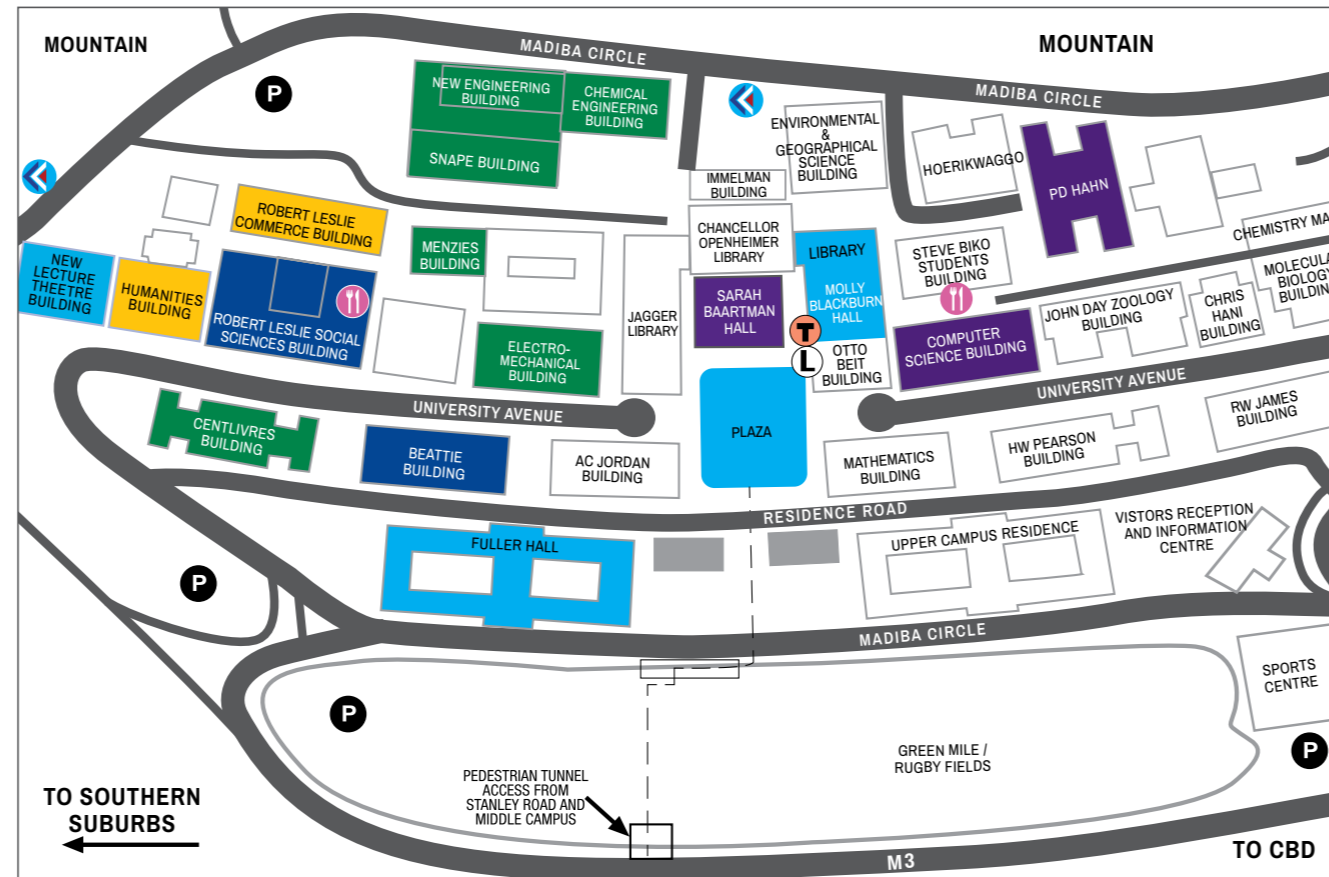 MOUNTAIN
MADIBA CIRCLE
MOUNTAIN
MADIBA CIRCLE
P
NEW ENGINEERING
BUILDING
CHEMICAL
ENGINEERING
BUILDING
SNAPE BUILDING
ENVIRONMENTAL
&
GEOGRAPHICAL
SCIENCE
BUILDING
HOERIKWAGGO
PD HAHN
IMMELMAN
BUILDING
ROBERT LESLIE
COMMERCE BUILDING
MENZIES
BUILDING
CHANCELLOR
OPENHEIMER
LIBRARY
LIBRARY
STEVE BIKO
STUDENTS
BUILDING
CHEMISTRY MA
NEW
LECTURE
THEETRE
BUILDING
HUMANITIES
BUILDING
ROBERT LESLIE SOCIAL
SCIENCES BUILDING
JAGGER
LIBRARY
SARAH
BAARTMAN
HALL
MOLLY
BLACKBURN
HALL
MOLECULA
BIOLOGY
BUILDIN
JOHN DAY ZOOLOGY
BUILDING
CHRIS
HANI
BUILDING
T
L
OTTO
BEIT
BUILDING
COMPUTER
SCIENCE BUILDING
ELECTRO-
MECHANICAL
BUILDING
UNIVERSITY AVENUE
UNIVERSITY AVENUE
CENTLIVRES
BUILDING
BEATTIE
BUILDING
AC JORDAN
BUILDING
PLAZA
MATHEMATICS
BUILDING
HW PEARSON
BUILDING
RW JAMES
BUILDING
RESIDENCE ROAD
FULLER HALL
UPPER CAMPUS RESIDENCE
VISTORS RECEPTION
AND INFORMATION
CENTRE
P
MADIBA CIRCLE
SPORTS
CENTRE
P
P
GREEN MILE /
RUGBY FIELDS
PEDESTRIAN TUNNEL
ACCESS FROM
STANLEY ROAD AND
MIDDLE CAMPUS
TO SOUTHERN
SUBURBS
M3
TO CBD